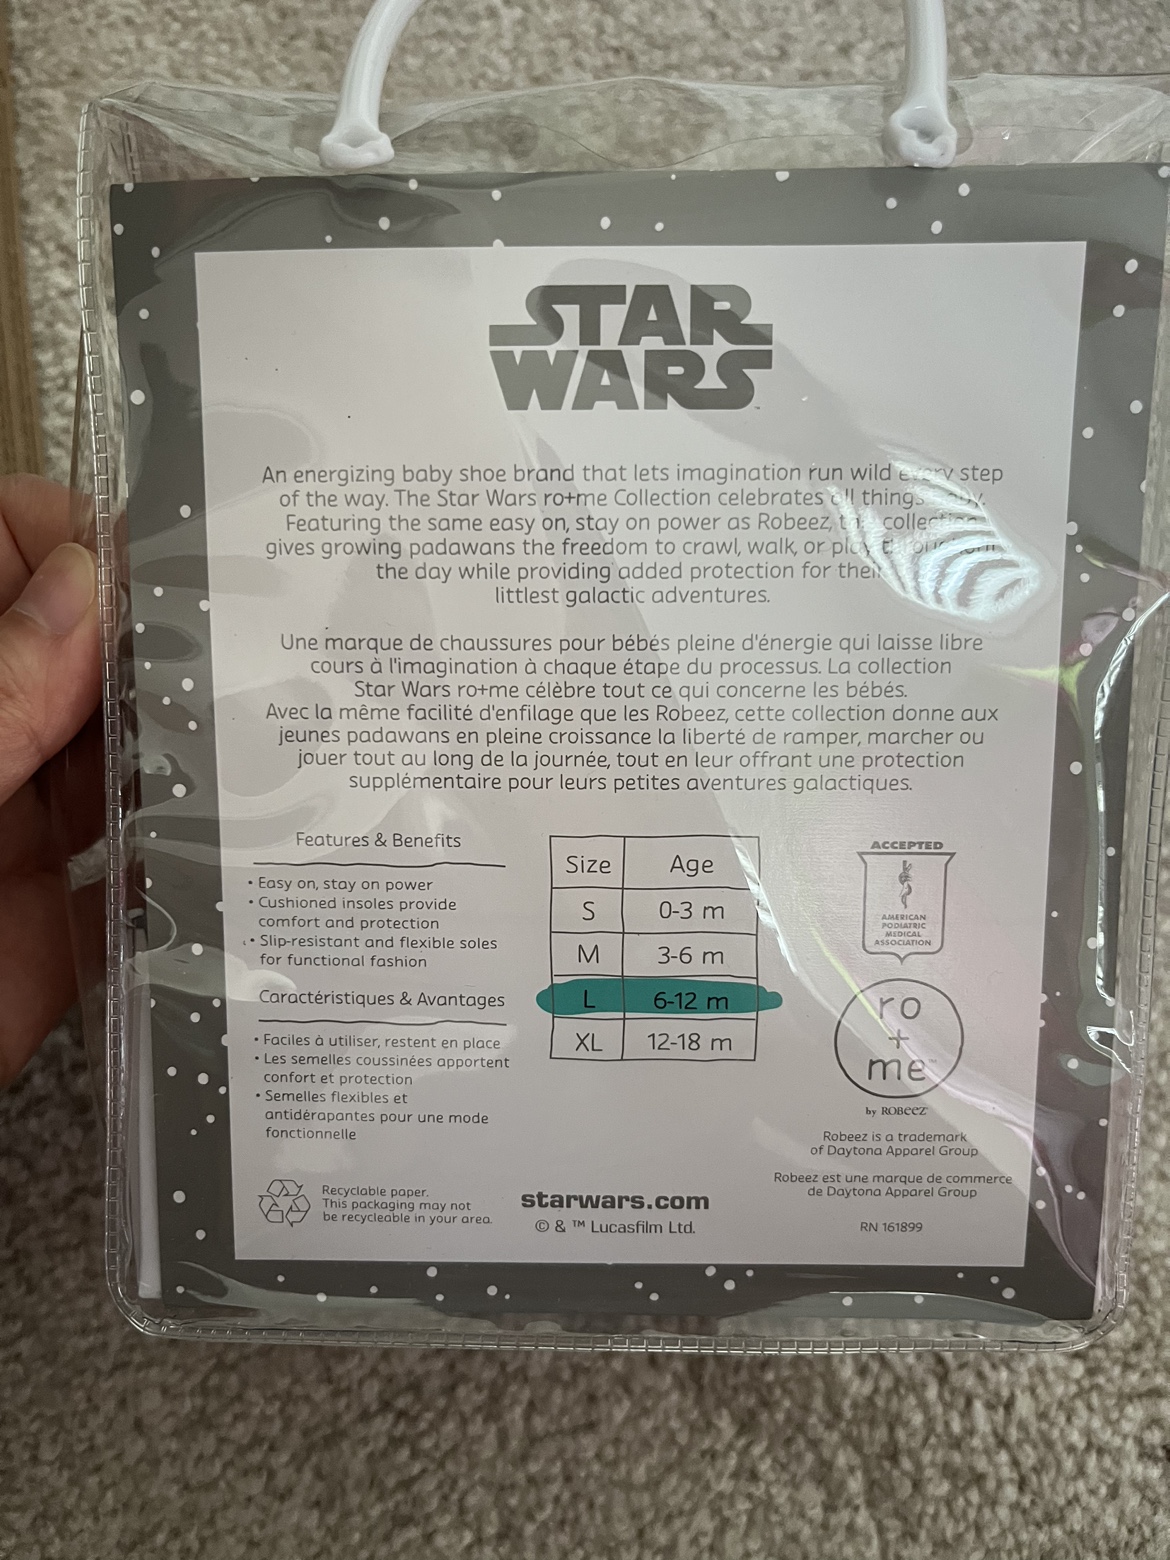 STAR
WARS
An energizing baby shoe brand that lets imagination run wild every step
of the way. The Star Wars ro+me Collection celebrates all things
Featuring the same easy on, stay on power as Robeez, collection
gives growing padawans the freedom to crawl, walk, or play
the day while providing added protection for their
littlest galactic adventures.
Une marque de chaussures pour bébés pleine d'énergie qui laisse libre
cours à l'imagination à chaque étape du processus. La collection
Star Wars ro+me célèbre tout ce qui concerne les bébés.
Avec la même facilité d'enfilage que les Robeez, cette collection donne aux
jeunes padawans en pleine croissance la liberté de ramper, marcher ou
jouer tout au long de la journée, tout en leur offrant une protection
supplémentaire pour leurs petites aventures galactiques.
Features & Benefits
• Easy on, stay on power
• Cushioned insoles provide
comfort and protection
• Slip-resistant and flexible soles
for functional fashion
Caractéristiques & Avantages
• Faciles à utiliser, restent en place
• Les semelles coussinées apportent
confort et protection
• Semelles flexibles et
antidérapantes pour une mode
fonctionnelle
Size Age
S 0-3 m
M 3-6 m
L 6-12 m
XL 12-18 m
ACCEPTED
AMERICAN
PODIATRIC
MEDICAL
ASSOCIATION
ro
+
me™
by ROBEEZ
Robeez is a trademark
of Daytona Apparel Group
Robeez est une marque de commerce
de Daytona Apparel Group
RN 161899
Recyclable paper.
This packaging may not
be recycleable in your area.
starwars.com
© & ™ Lucasfilm Ltd.